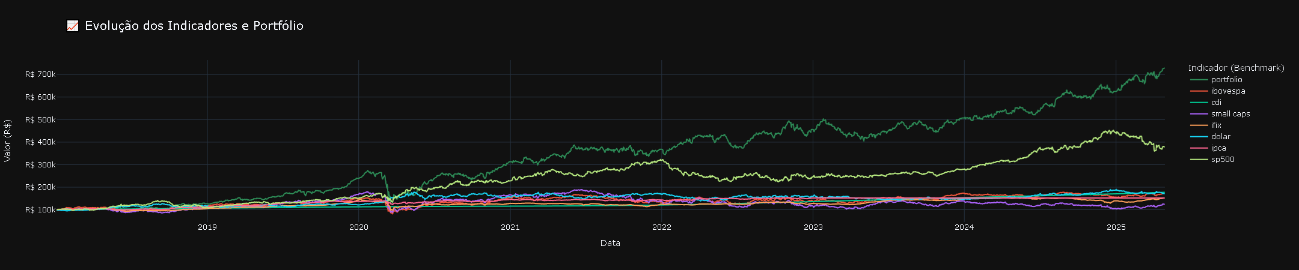 📈 Evolução dos Indicadores e Portfólio
Indicador (Benchmark)
portfolio
ibovespa
cdi
small caps
ifix
dolar
ipca
sp500
Valor (R$)
R$ 700k
R$ 600k
R$ 500k
R$ 400k
R$ 300k
R$ 200k
R$ 100k
2019 2020 2021 2022 2023 2024 2025
Data